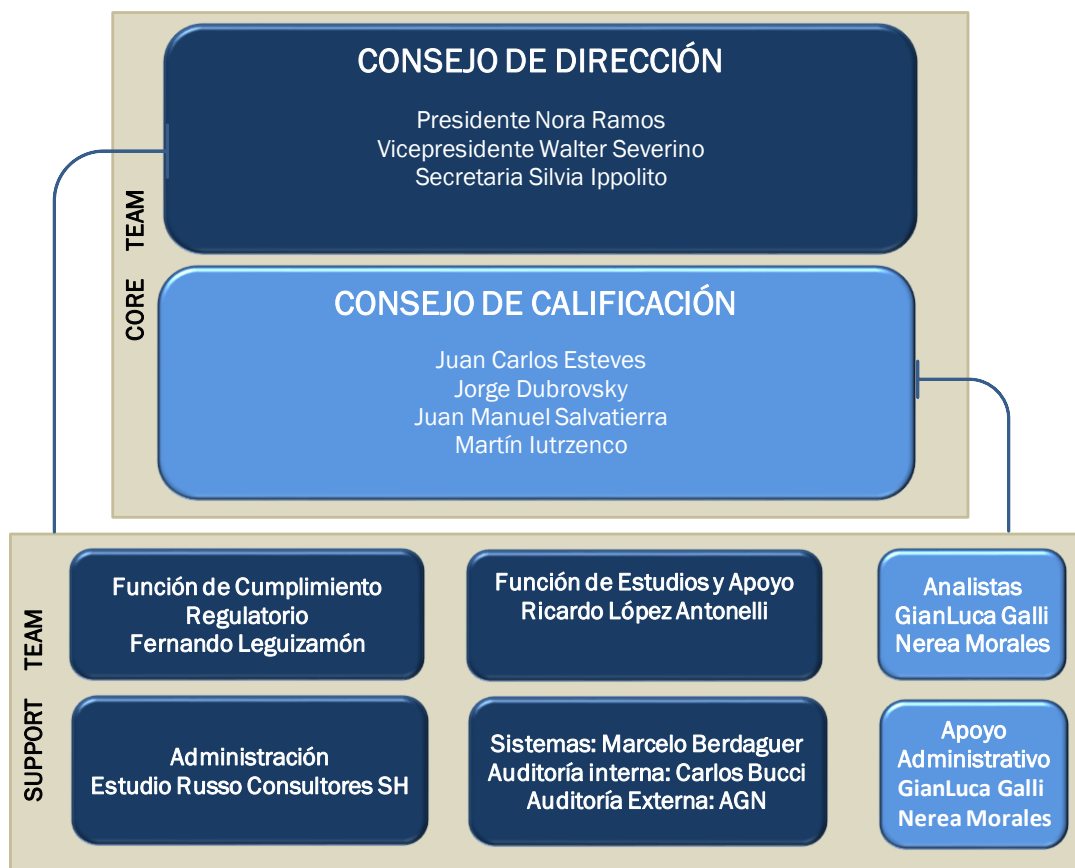 CONSEJO DE DIRECCIÓN
Presidente Nora Ramos
Vicepresidente Walter Severino
Secretaria Silvia Ippolito
CORE TEAM
CONSEJO DE CALIFICACIÓN
Juan Carlos Esteves
Jorge Dubrovsky
Juan Manuel Salvatierra
Martín Iutrzenco
SUPPORT TEAM
Función de Cumplimiento
Regulatorio
Fernando Leguizamón
Función de Estudios y Apoyo
Ricardo López Antonelli
Analistas
GianLuca Galli
Nerea Morales
Administración
Estudio Russo Consultores SH
Sistemas: Marcelo Berdaguer
Auditoría interna: Carlos Bucci
Auditoría Externa: AGN
Apoyo
Administrativo
GianLuca Galli
Nerea Morales